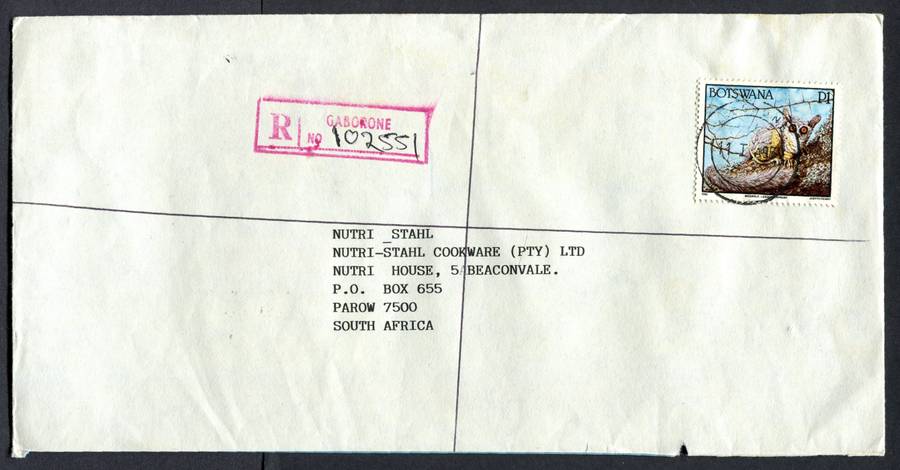 BOTSWANA P1
R GABORONE
NO 102551
NUTRI _STAHL
NUTRI-STAHL COOKWARE (PTY) LTD
NUTRI HOUSE, 5 BEACONVALE.
P.O. BOX 655
PAROW 7500
SOUTH AFRICA